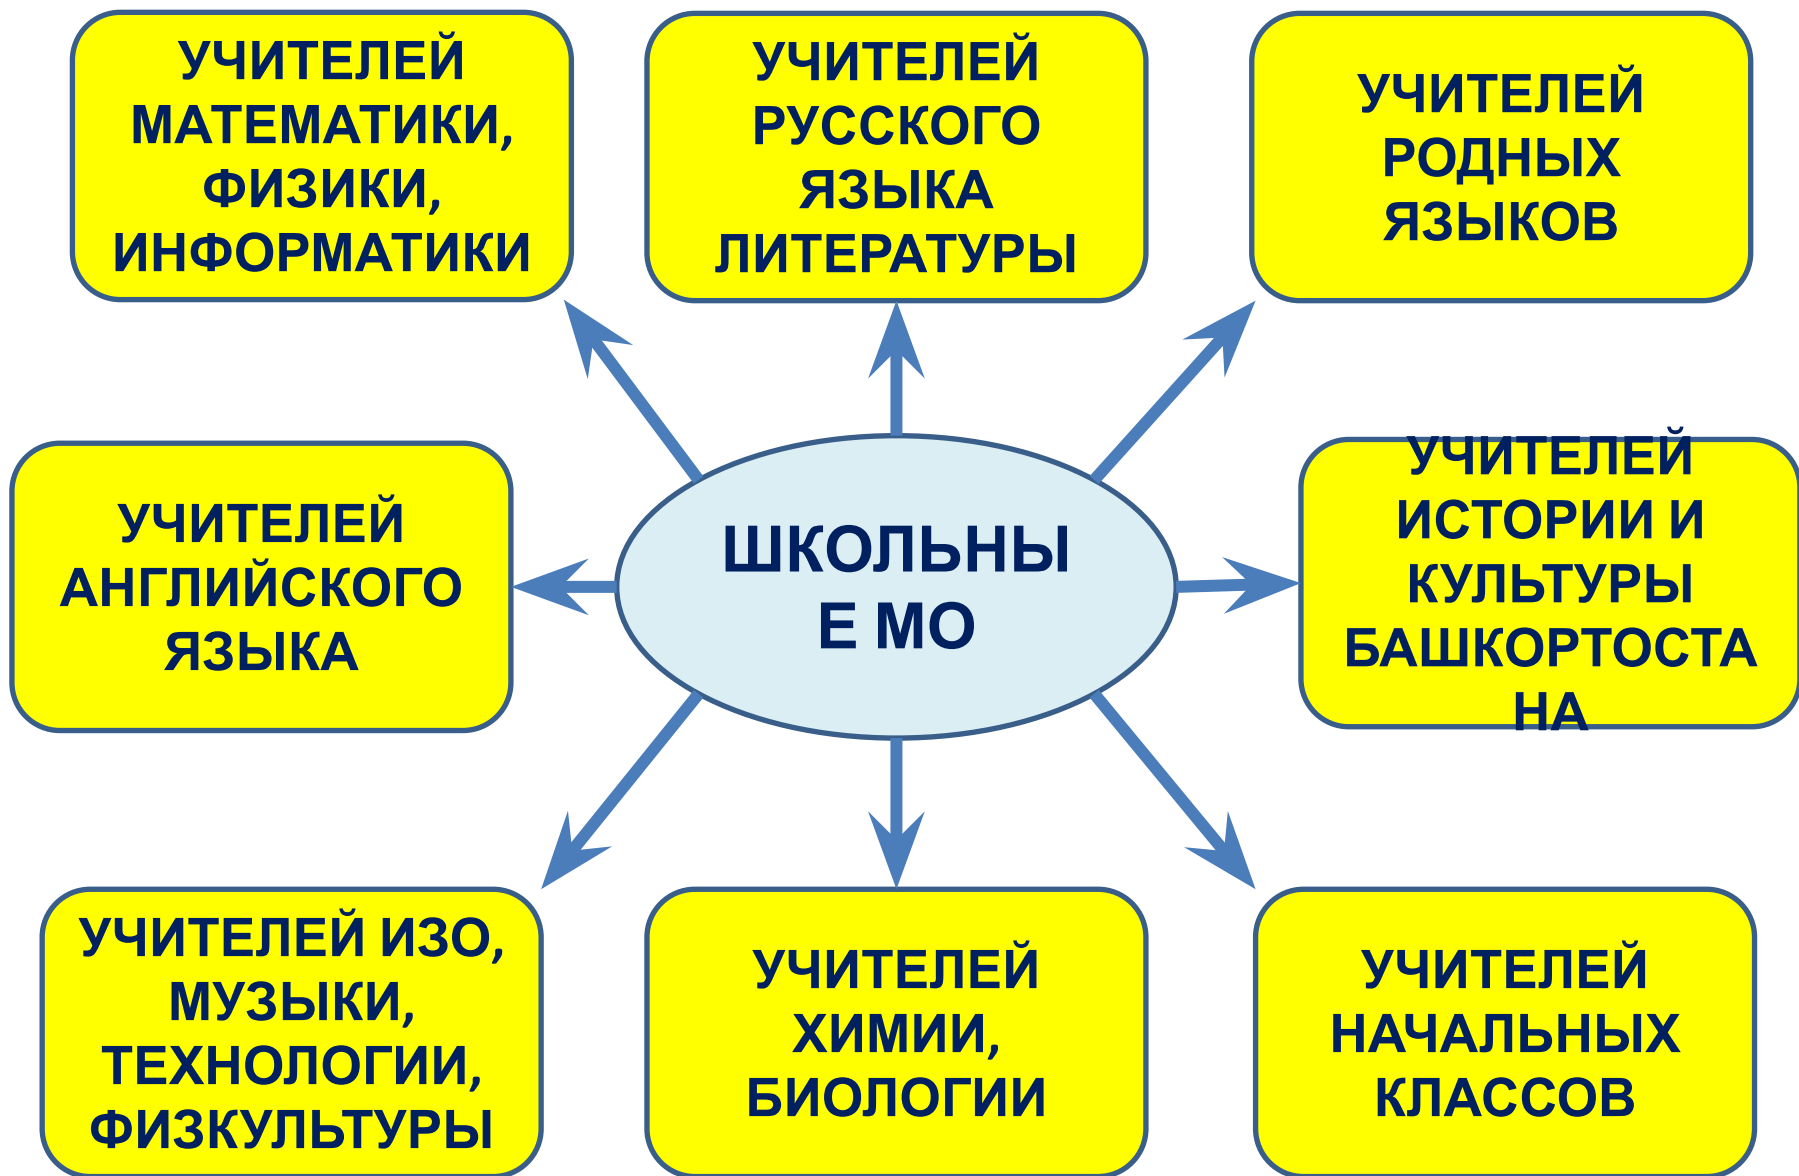 УЧИТЕЛЕЙ
МАТЕМАТИКИ,
ФИЗИКИ,
ИНФОРМАТИКИ
УЧИТЕЛЕЙ
РУССКОГО
ЯЗЫКА
ЛИТЕРАТУРЫ
УЧИТЕЛЕЙ
РОДНЫХ
ЯЗЫКОВ
УЧИТЕЛЕЙ
АНГЛИЙСКОГО
ЯЗЫКА
ШКОЛЬНЫ
Е МО
УЧИТЕЛЕЙ
ИСТОРИИ И
КУЛЬТУРЫ
БАШКОРТОСТА
НА
УЧИТЕЛЕЙ ИЗО,
МУЗЫКИ,
ТЕХНОЛОГИИ,
ФИЗКУЛЬТУРЫ
УЧИТЕЛЕЙ
ХИМИИ,
БИОЛОГИИ
УЧИТЕЛЕЙ
НАЧАЛЬНЫХ
КЛАССОВ